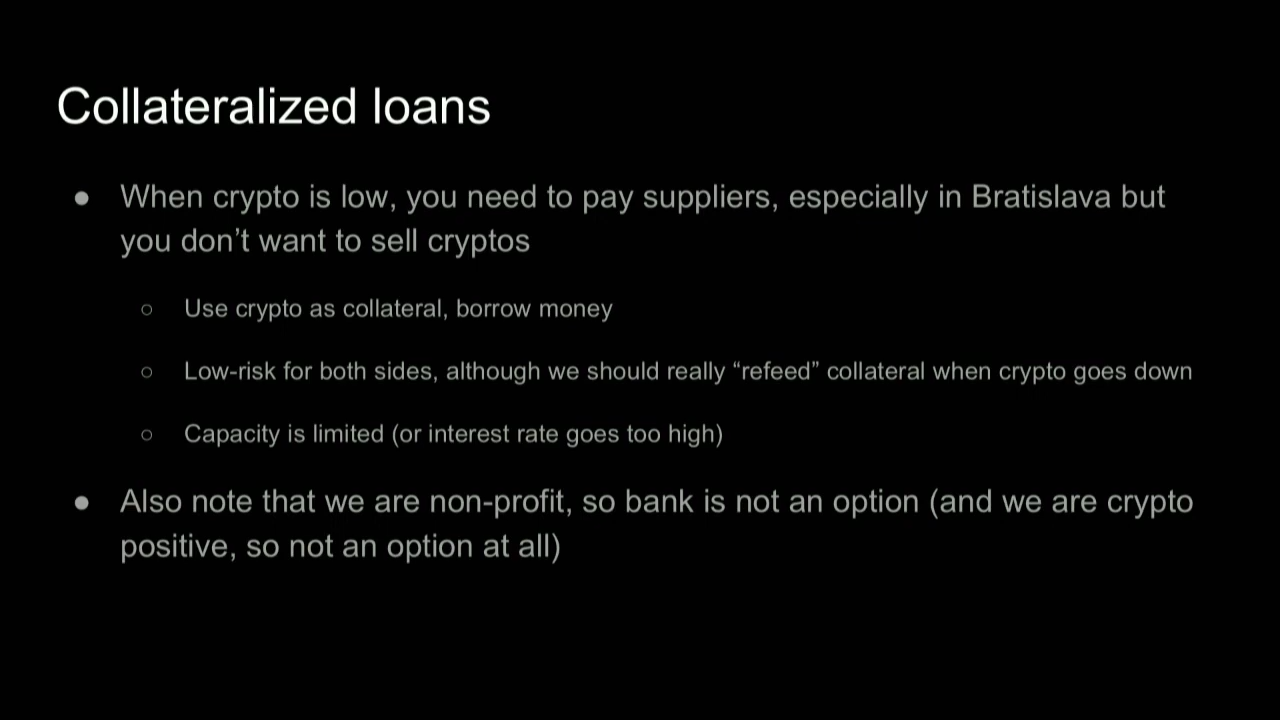 Collateralized loans
● When crypto is low, you need to pay suppliers, especially in Bratislava but
you don’t want to sell cryptos
○ Use crypto as collateral, borrow money
○ Low-risk for both sides, although we should really “refeed” collateral when crypto goes down
○ Capacity is limited (or interest rate goes too high)
● Also note that we are non-profit, so bank is not an option (and we are crypto
positive, so not an option at all)